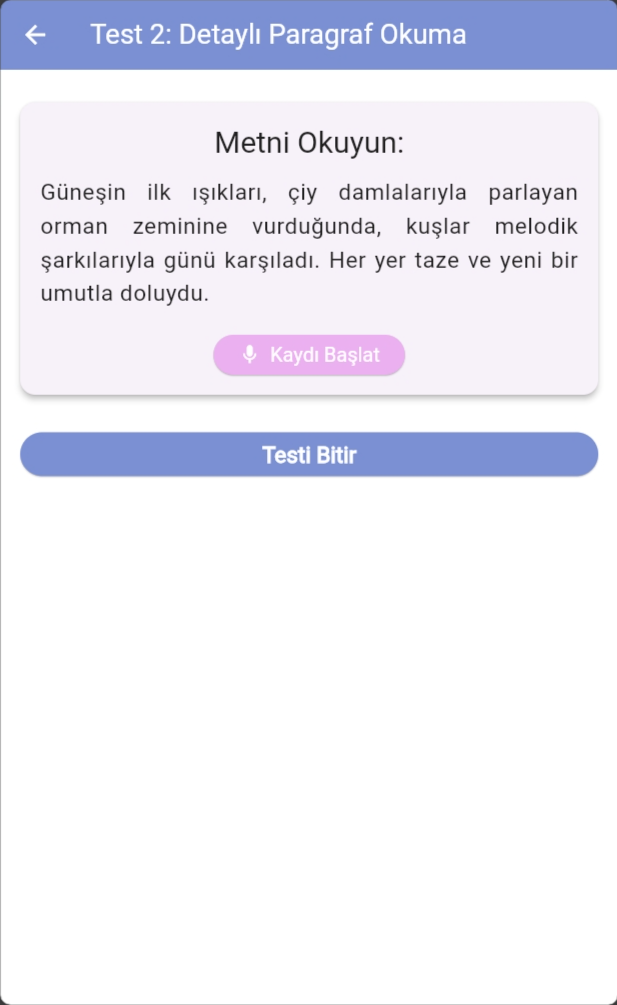 Test 2: Detaylı Paragraf Okuma
Metni Okuyun:
Güneşin ilk ışıkları, çiy damlalarıyla parlayan
orman zeminine vurduğunda, kuşlar melodik
şarkılarıyla günü karşıladı. Her yer taze ve yeni bir
umutla doluydu.
Kaydı Başlat
Testi Bitir